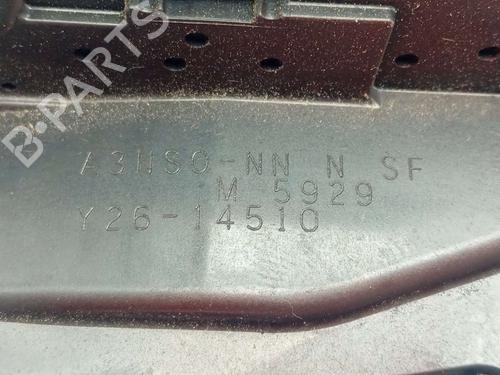 B-PARTS
A3NSO-NN N SF
M 5929
Y26-14510